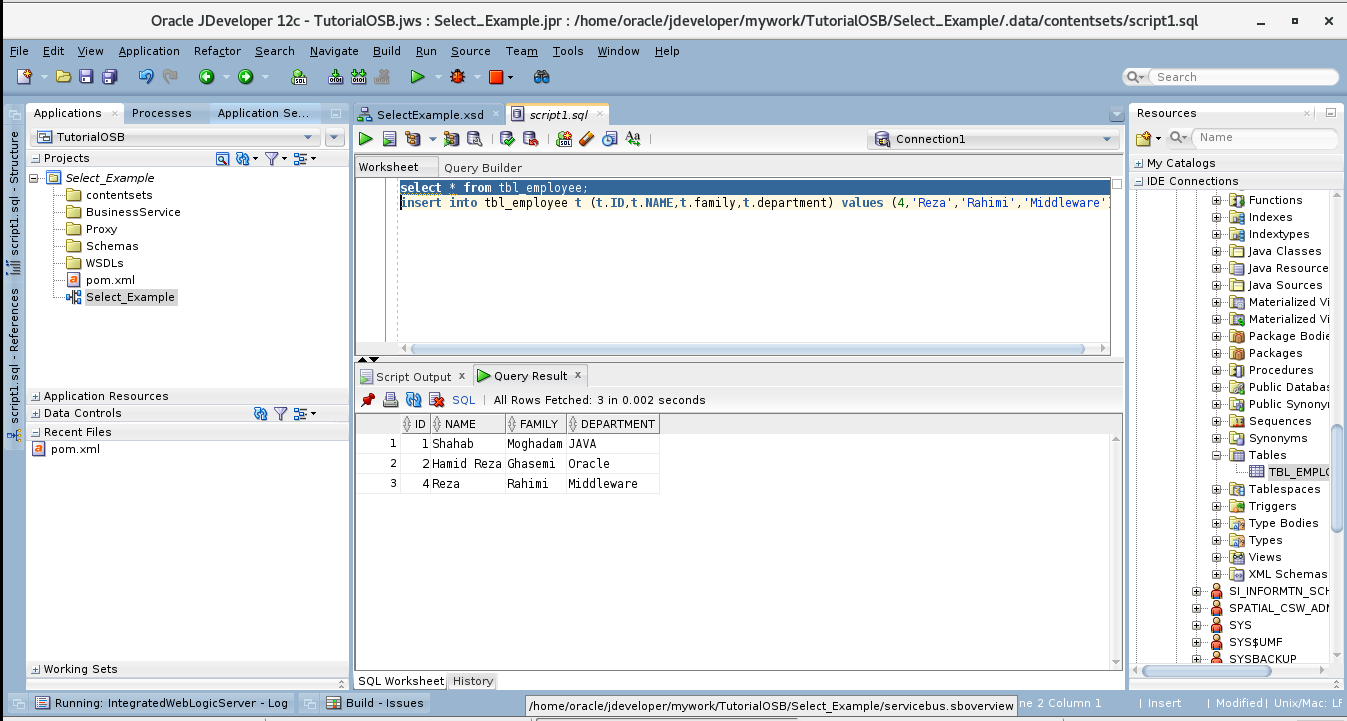 Oracle JDeveloper 12c - TutorialOSB.jws : Select_Example.jpr : /home/oracle/jdeveloper/mywork/TutorialOSB/Select_Example/.data/contentsets/script1.sql
File Edit View Application Refactor Search Navigate Build Run Source Team Tools Window Help
Search
Applications Processes Application Se...
TutorialOSB
Projects
Select_Example
contentsets
BusinessService
Proxy
Schemas
WSDLs
pom.xml
Select_Example
Application Resources
Data Controls
Recent Files
pom.xml
Working Sets
script1.sql - Structure
script1.sql - References
SelectExample.xsd script1.sql
Connection1
Worksheet Query Builder
select * from tbl_employee;
insert into tbl_employee t (t.ID,t.NAME,t.family,t.department) values (4,'Reza','Rahimi','Middleware')
Script Output Query Result
SQL All Rows Fetched: 3 in 0.002 seconds
ID NAME FAMILY DEPARTMENT
1 1 Shahab Moghadam JAVA
2 2 Hamid Reza Ghasemi Oracle
3 4 Reza Rahimi Middleware
SQL Worksheet History
Resources
Name
My Catalogs
IDE Connections
Functions
Indexes
Indextypes
Java Classes
Java Resource
Java Sources
Materialized Vi
Materialized Vi
Package Bodie
Packages
Procedures
Public Databas
Public Synony
Sequences
Synonyms
Tables
TBL_EMPLO
Tablespaces
Triggers
Type Bodies
Types
Views
XML Schemas
SI_INFORMTN_SCH
SPATIAL_CSW_ADM
SYS
SYS$UMF
SYSBACKUP
Running: IntegratedWebLogicServer - Log Build - Issues /home/oracle/jdeveloper/mywork/TutorialOSB/Select_Example/servicebus.sboverview ne 2 Column 1 Insert Modified Unix/Mac: LF